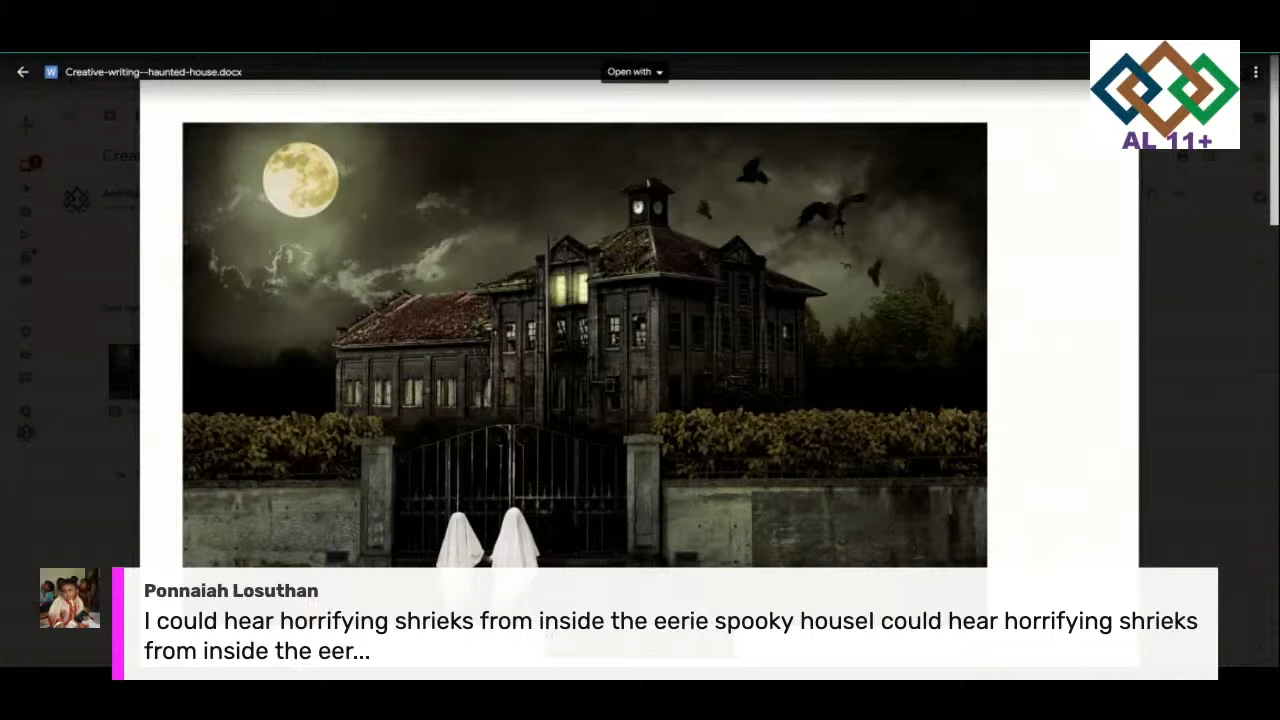 Creative-writing--haunted-house.docx
Open with
AL 11+
Crea
Ponnaiah Losuthan
I could hear horrifying shrieks from inside the eerie spooky houseI could hear horrifying shrieks
from inside the eer...